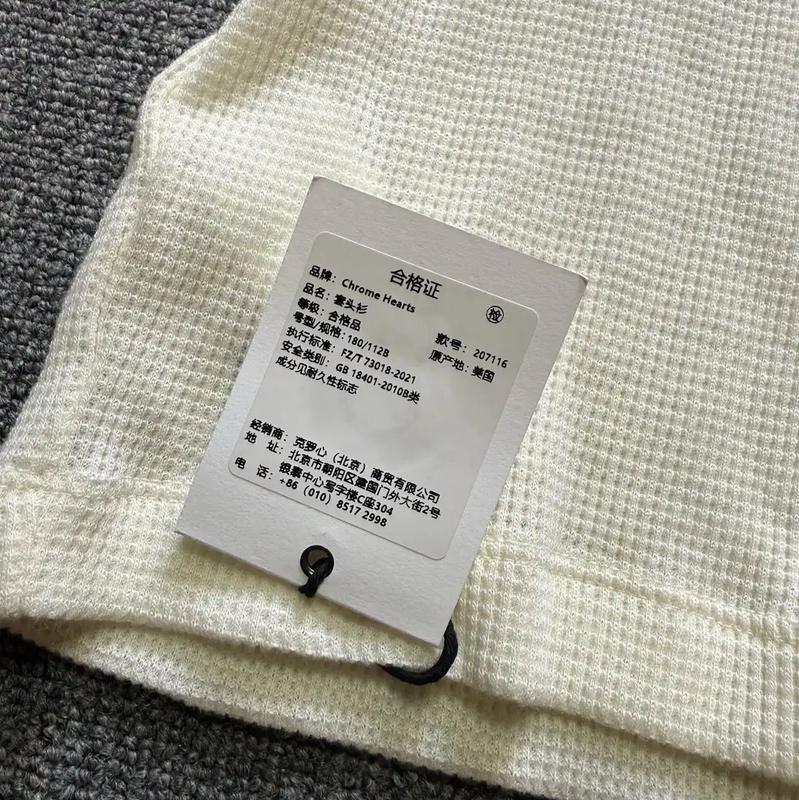 合格证
检
品牌：Chrome Hearts
品名：套头衫
款号：207116
等级：合格品
原产地：美国
号型/规格：180/112B
执行标准：FZ/T 73018-2021
安全类别：GB 18401-2010B类
成分见耐久性标志
经销商：克罗心（北京）商贸有限公司
地 址：北京市朝阳区建国门外大街2号
银泰中心写字楼C座304
电 话：+86（010）8517 2998